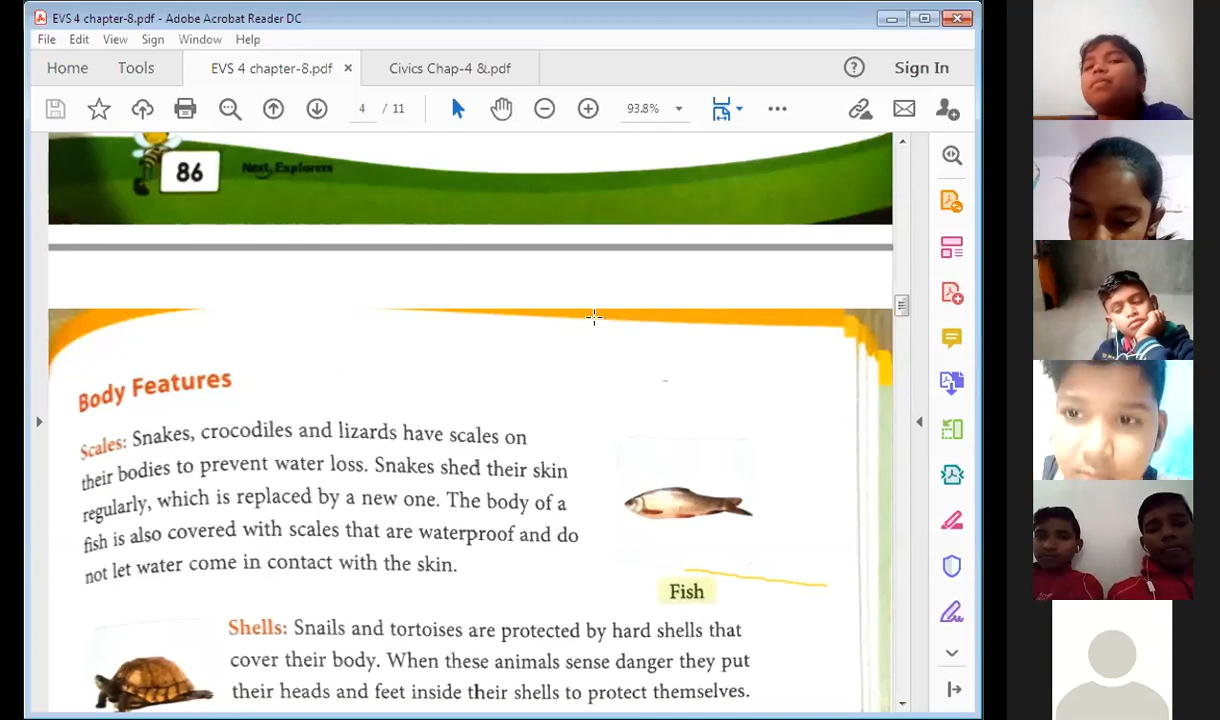 EVS 4 chapter-8.pdf - Adobe Acrobat Reader DC
File Edit View Sign Window Help
Home Tools EVS 4 chapter-8.pdf × Civics Chap-4 &.pdf ? Sign In
4 / 11 93.8%
86 Next, Explorers
Body Features
Scales: Snakes, crocodiles and lizards have scales on
their bodies to prevent water loss. Snakes shed their skin
regularly, which is replaced by a new one. The body of a
fish is also covered with scales that are waterproof and do
not let water come in contact with the skin.
Fish
Shells: Snails and tortoises are protected by hard shells that
cover their body. When these animals sense danger they put
their heads and feet inside their shells to protect themselves.